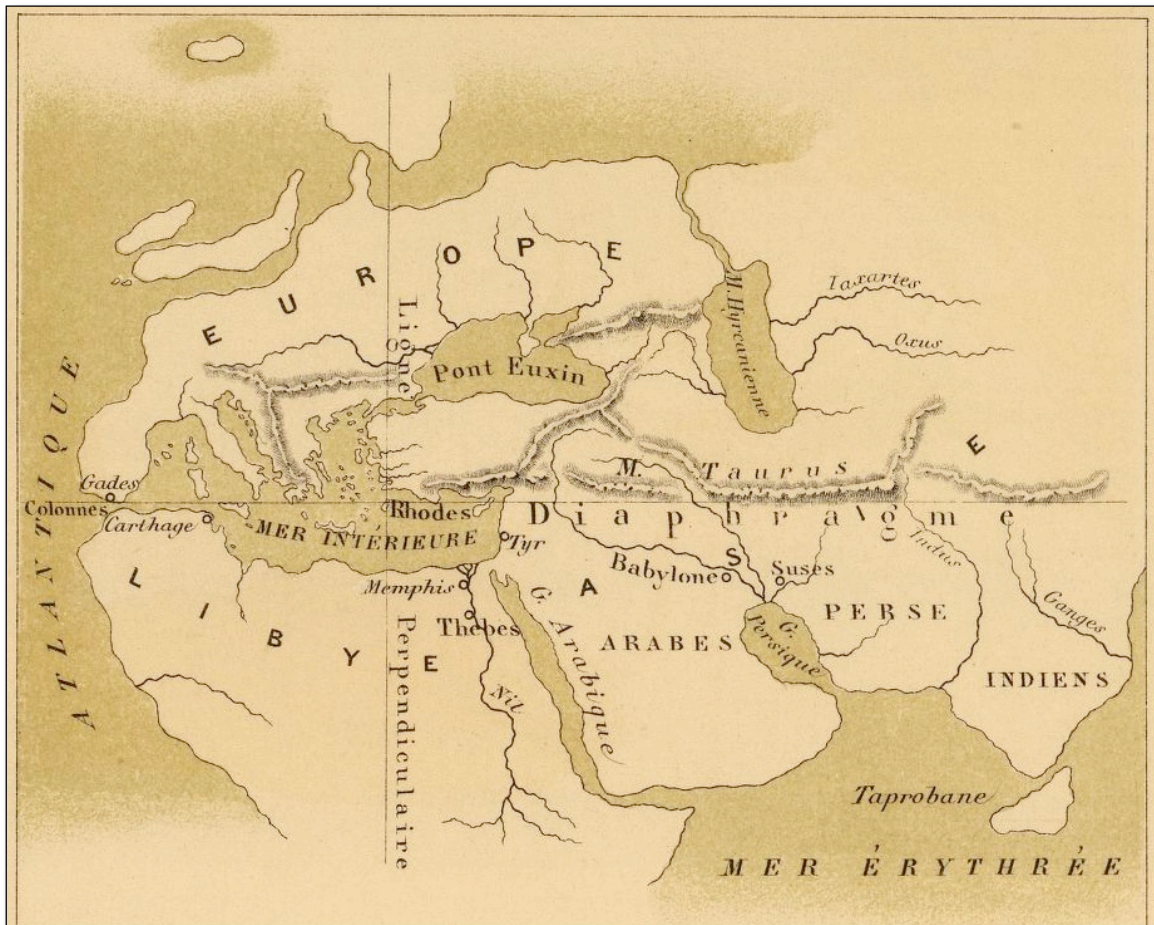 EUROPE
Ligne
Iaxartes
Oxus
M. Hyrcanienne
Pont Euxin
ATLANTIQUE
Gades
Colonnes
Carthage
M. Taurus
Rhodes
Diaphragme
MER INTÉRIEURE
Tyr
Indus
Babylone
Suses
Memphis
Thèbes
LIBYE
ASIE
G. Arabique
ARABES
G. Persique
PERSE
Ganges
INDIENS
Perpendiculaire
Nil
Taprobane
MER ÉRYTHRÉE